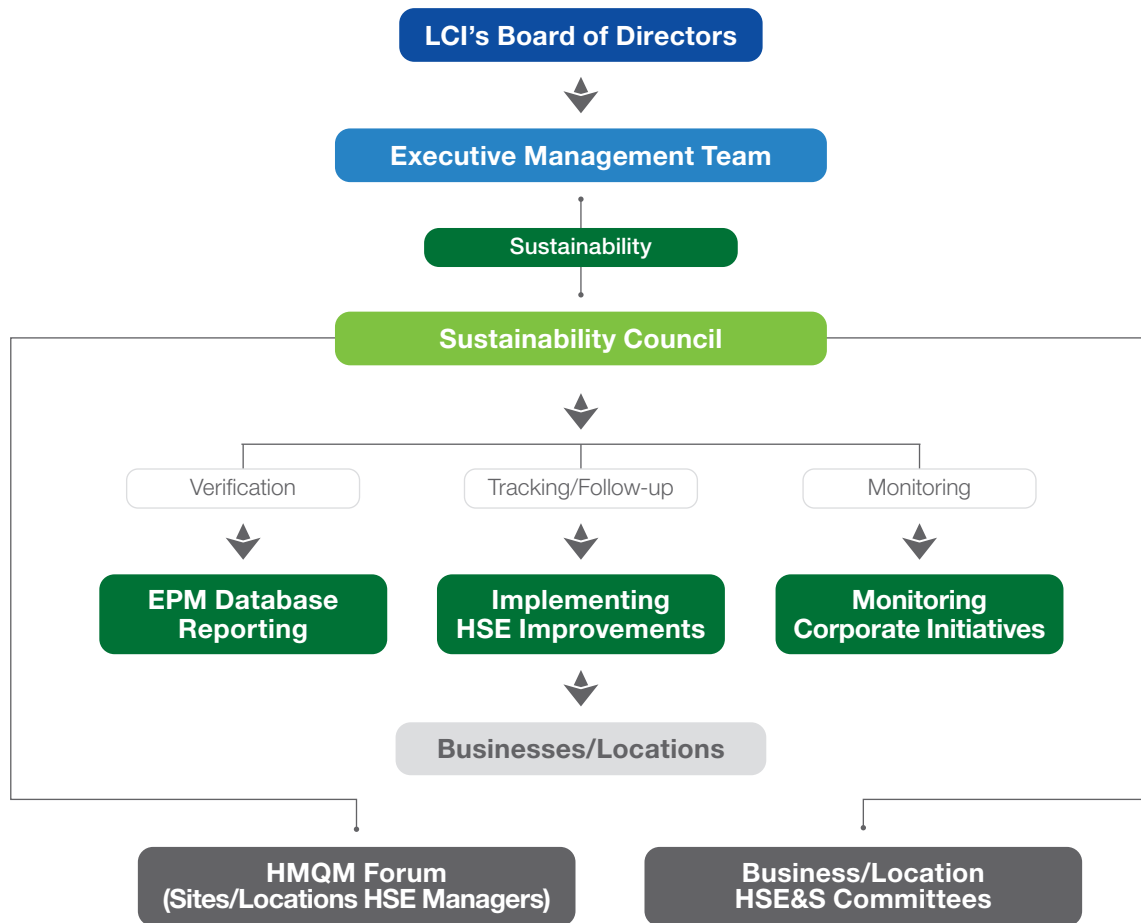 LCI's Board of Directors
Executive Management Team
Sustainability
Sustainability Council
Verification
Tracking/Follow-up
Monitoring
EPM Database
Reporting
Implementing
HSE Improvements
Monitoring
Corporate Initiatives
Businesses/Locations
HMQM Forum
(Sites/Locations HSE Managers)
Business/Location
HSE&S Committees